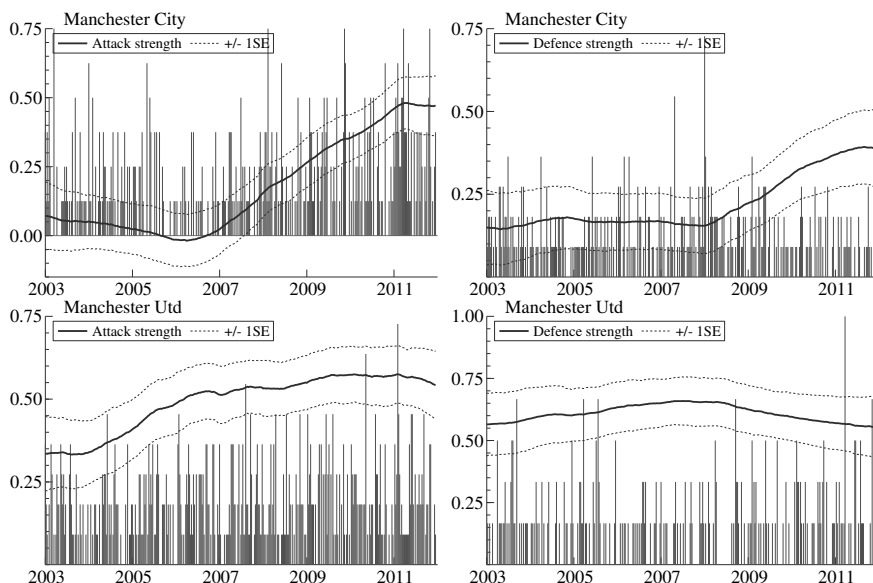 Manchester City
Attack strength +/- 1SE
0.75
0.50
0.25
0.00
2003 2005 2007 2009 2011
Manchester City
Defence strength +/- 1SE
0.75
0.50
0.25
2003 2005 2007 2009 2011
Manchester Utd
Attack strength +/- 1SE
0.75
0.50
0.25
2003 2005 2007 2009 2011
Manchester Utd
Defence strength +/- 1SE
1.00
0.75
0.50
0.25
2003 2005 2007 2009 2011